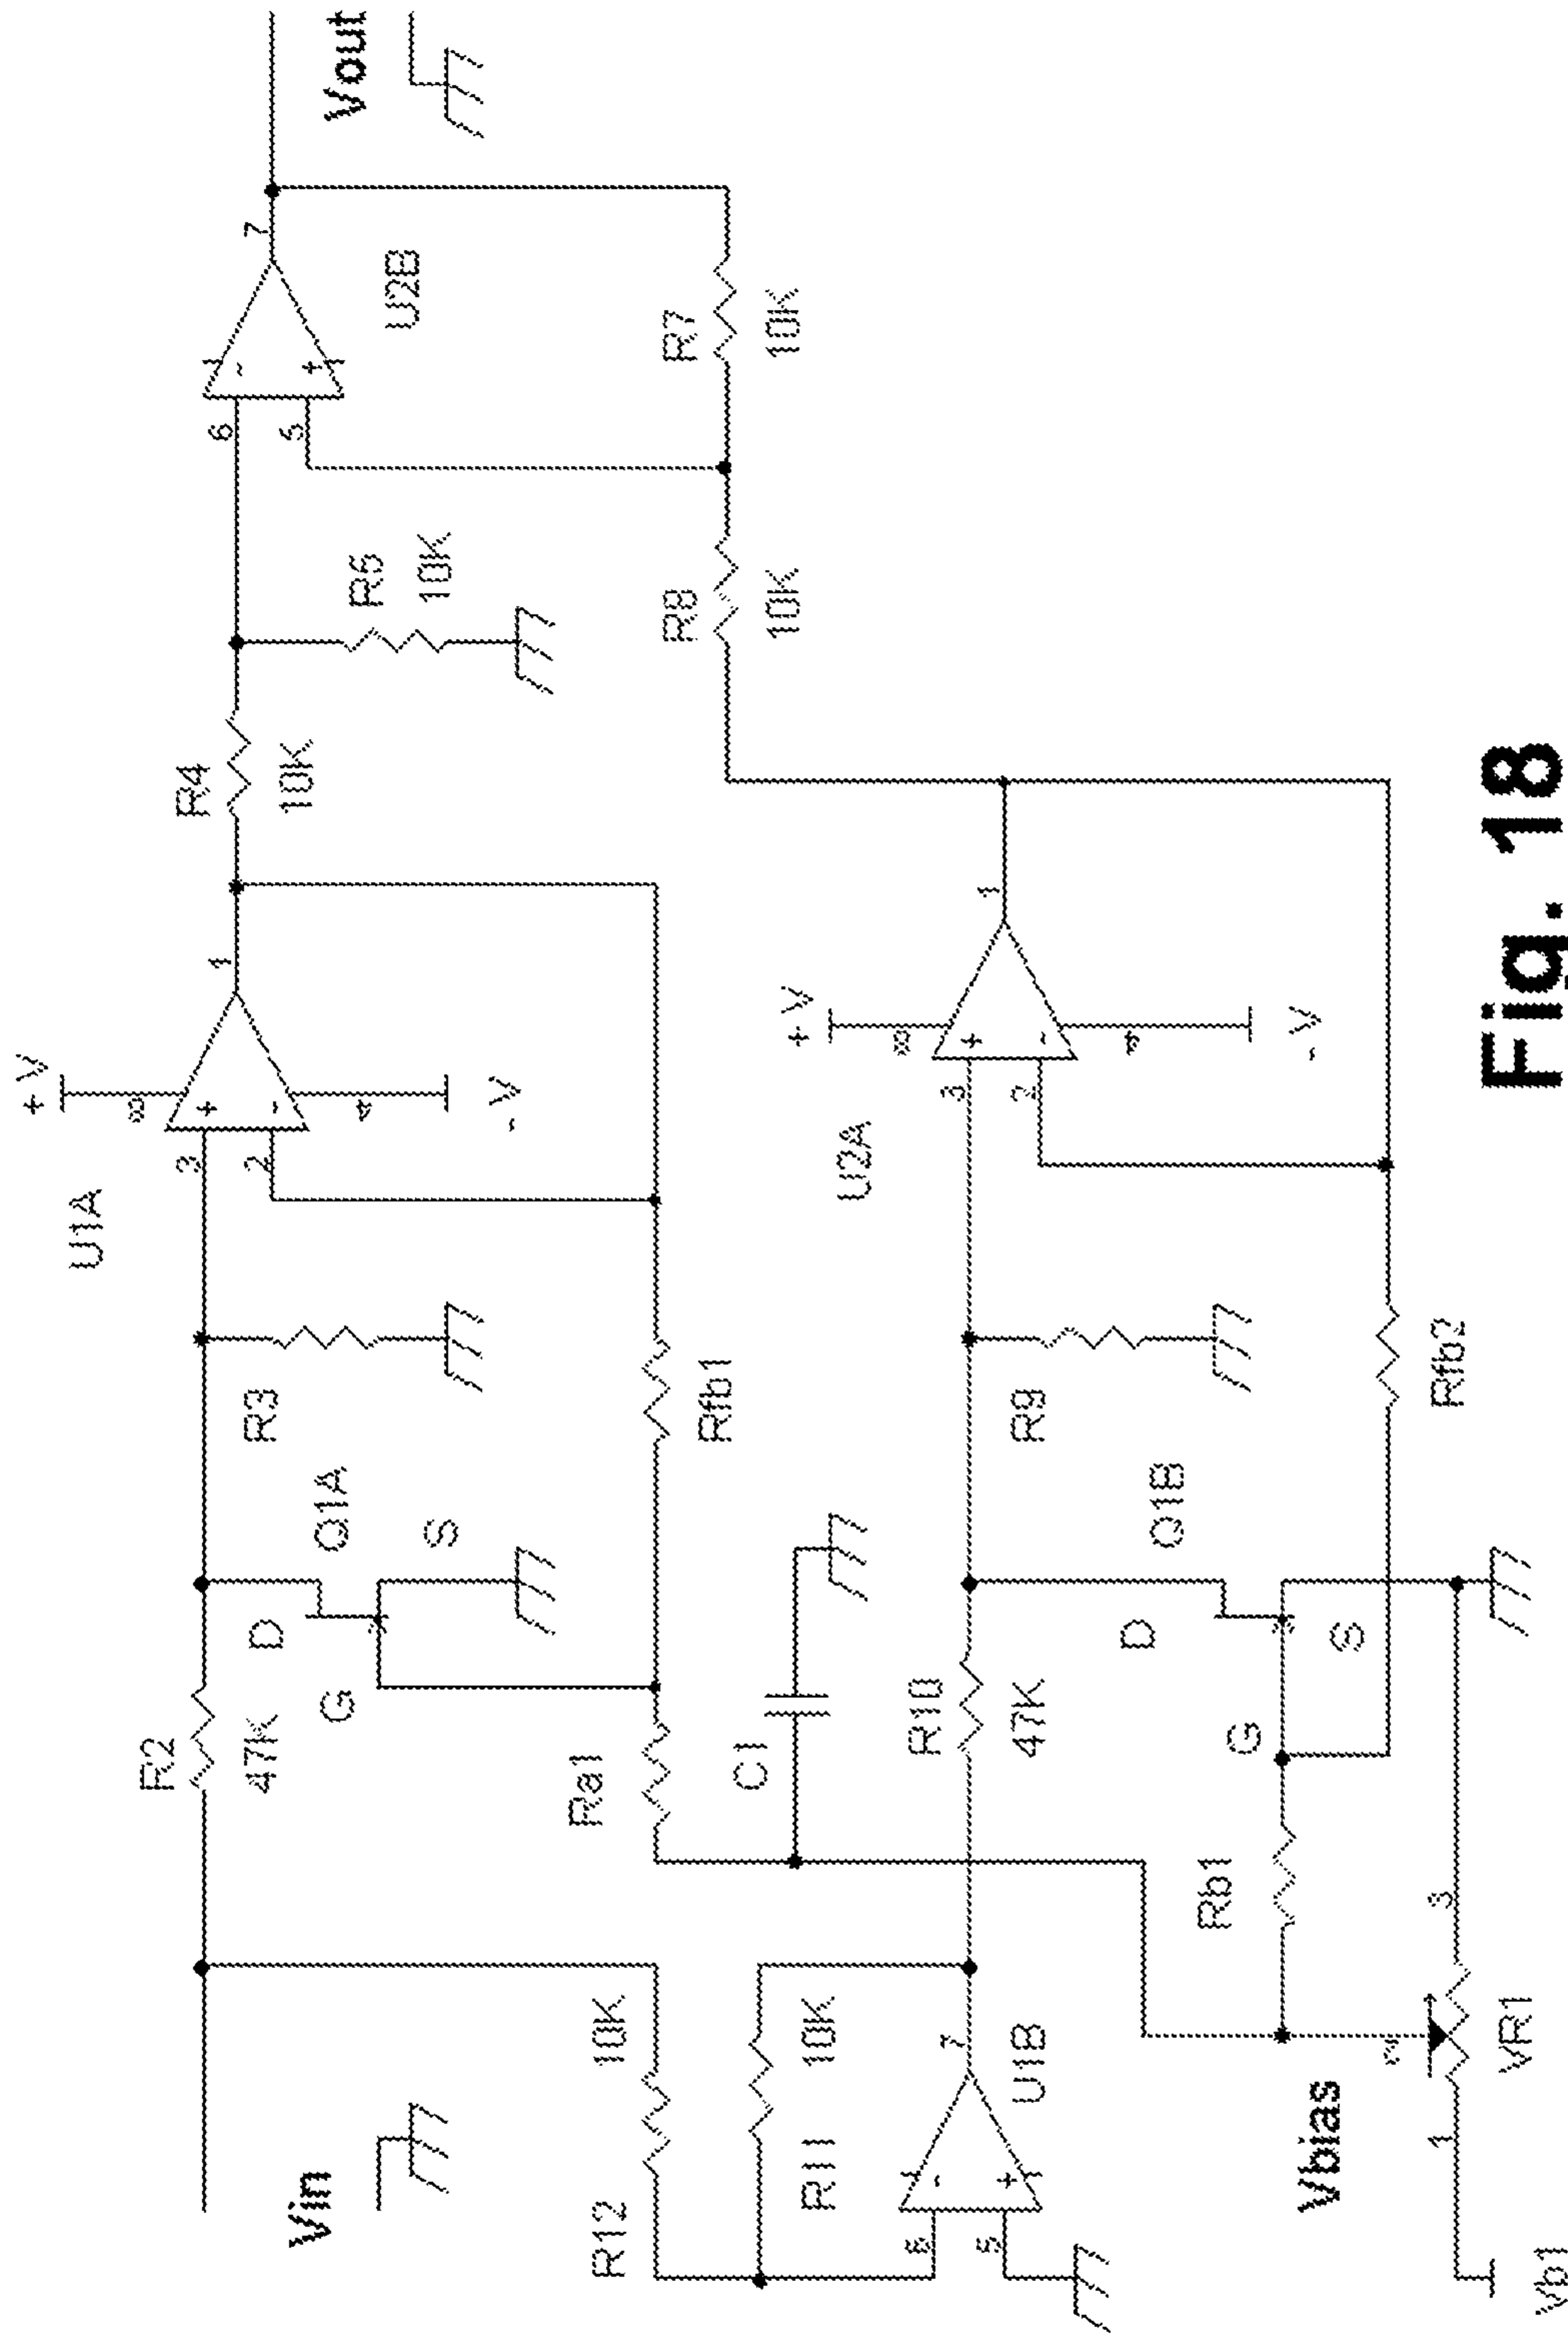 +V
U1A
8
3
+
1
2
-
4
-V
R2
47K
D
Q1A
G
S
R3
R4
10K
R5
10K
6
-
7
5
+
U2B
Vout
Vin
R12
10K
Ra1
Rfb1
R8
10K
R7
10K
C1
R11
10K
6
-
7
5
+
U1B
R10
47K
D
Q1B
G
S
R9
U2A
+V
8
3
+
1
2
-
4
-V
Rb1
Rfb2
Vbias
2
1
3
VR1
Vb1
Fig. 18